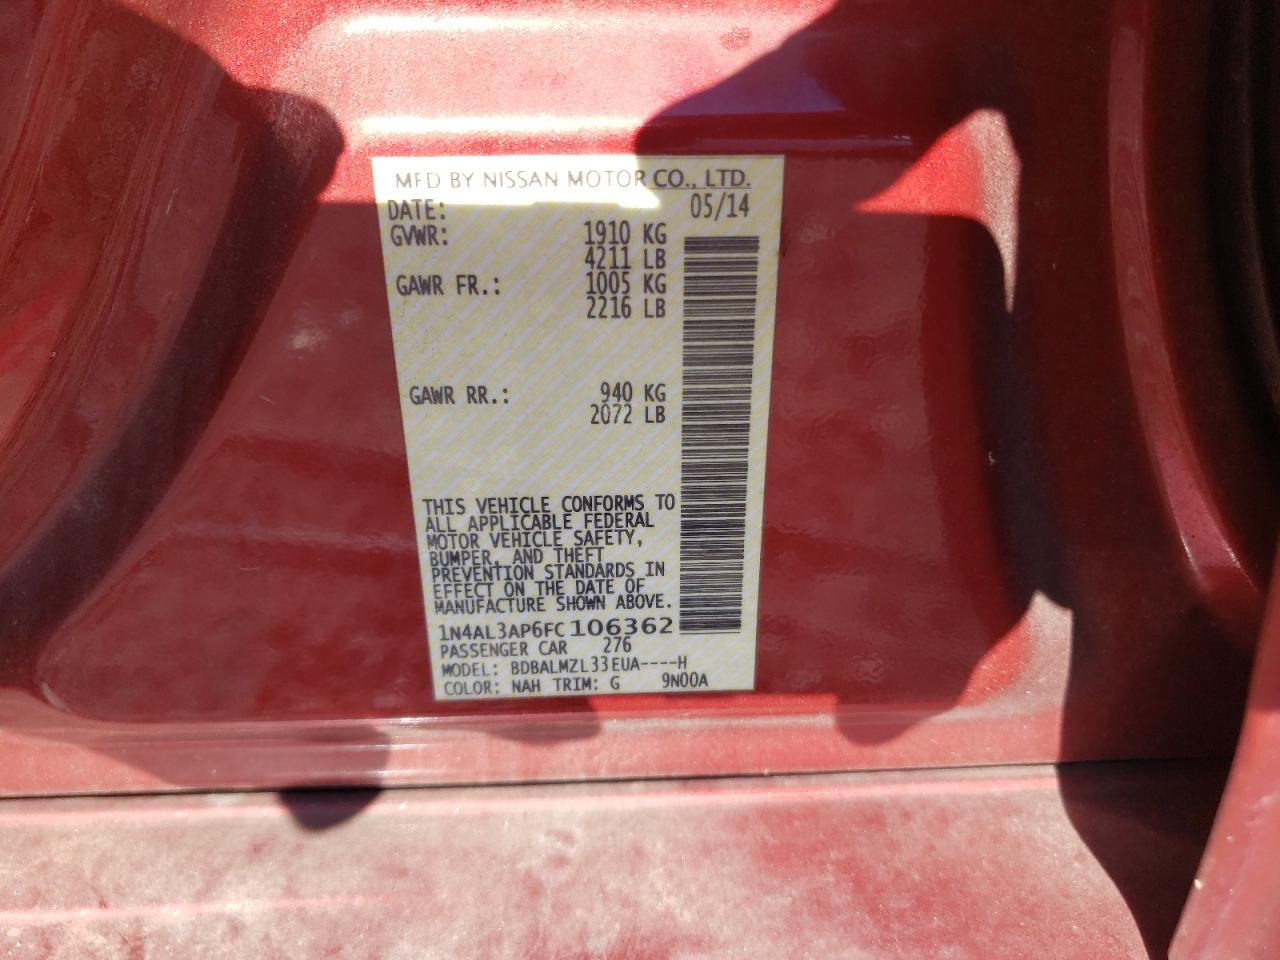 MFD BY NISSAN MOTOR CO., LTD.
DATE: 05/14
GVWR: 1910 KG
4211 LB
GAWR FR.: 1005 KG
2216 LB
GAWR RR.: 940 KG
2072 LB
THIS VEHICLE CONFORMS TO
ALL APPLICABLE FEDERAL
MOTOR VEHICLE SAFETY,
BUMPER, AND THEFT
PREVENTION STANDARDS IN
EFFECT ON THE DATE OF
MANUFACTURE SHOWN ABOVE.
1N4AL3AP6FC106362
PASSENGER CAR 276
MODEL: BDBALMZL33EUA----H
COLOR: NAH TRIM: G 9N00A